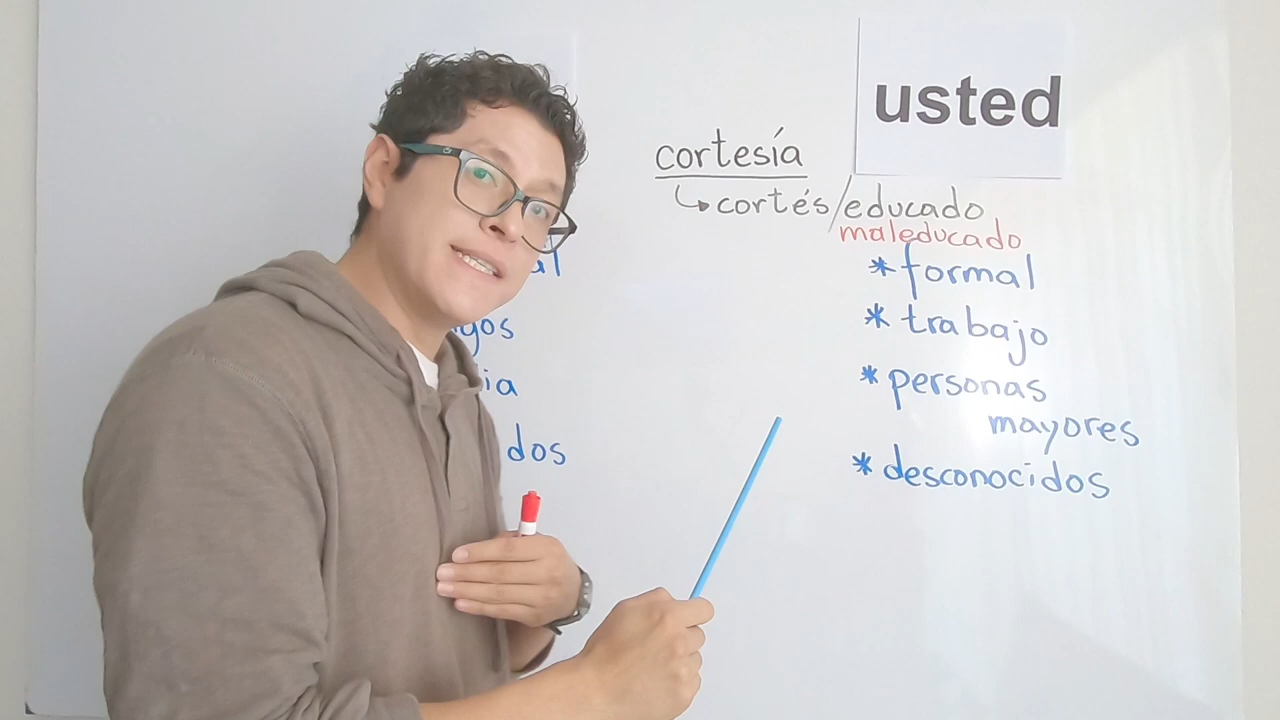 usted
cortesía
↳ cortés/educado
maleducado
* formal
* trabajo
* personas
mayores
* desconocidos